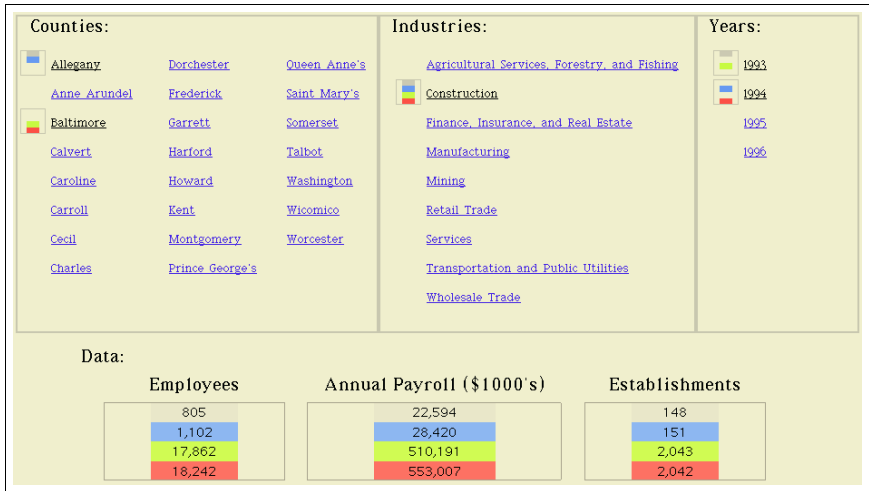 Counties:
Allegany Dorchester Queen Anne's
Anne Arundel Frederick Saint Mary's
Baltimore Garrett Somerset
Calvert Harford Talbot
Caroline Howard Washington
Carroll Kent Wicomico
Cecil Montgomery Worcester
Charles Prince George's
Industries:
Agricultural Services, Forestry, and Fishing
Construction
Finance, Insurance, and Real Estate
Manufacturing
Mining
Retail Trade
Services
Transportation and Public Utilities
Wholesale Trade
Years:
1993
1994
1995
1996
Data:
Employees Annual Payroll ($1000's) Establishments
805 22,594 148
1,102 28,420 151
17,862 510,191 2,043
18,242 553,007 2,042